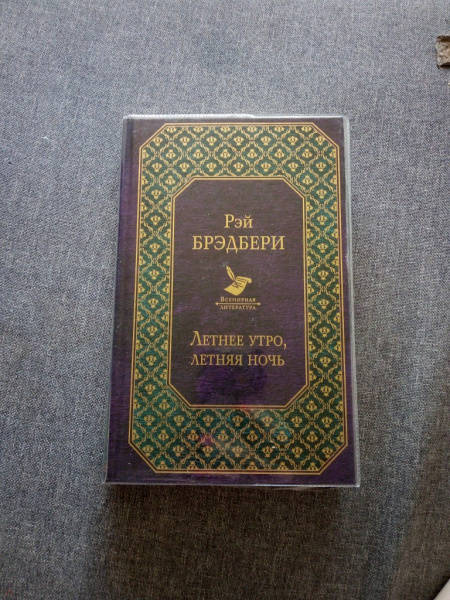 Рэй
БРЭДБЕРИ
Всемирная
литература
Летнее утро,
летняя ночь